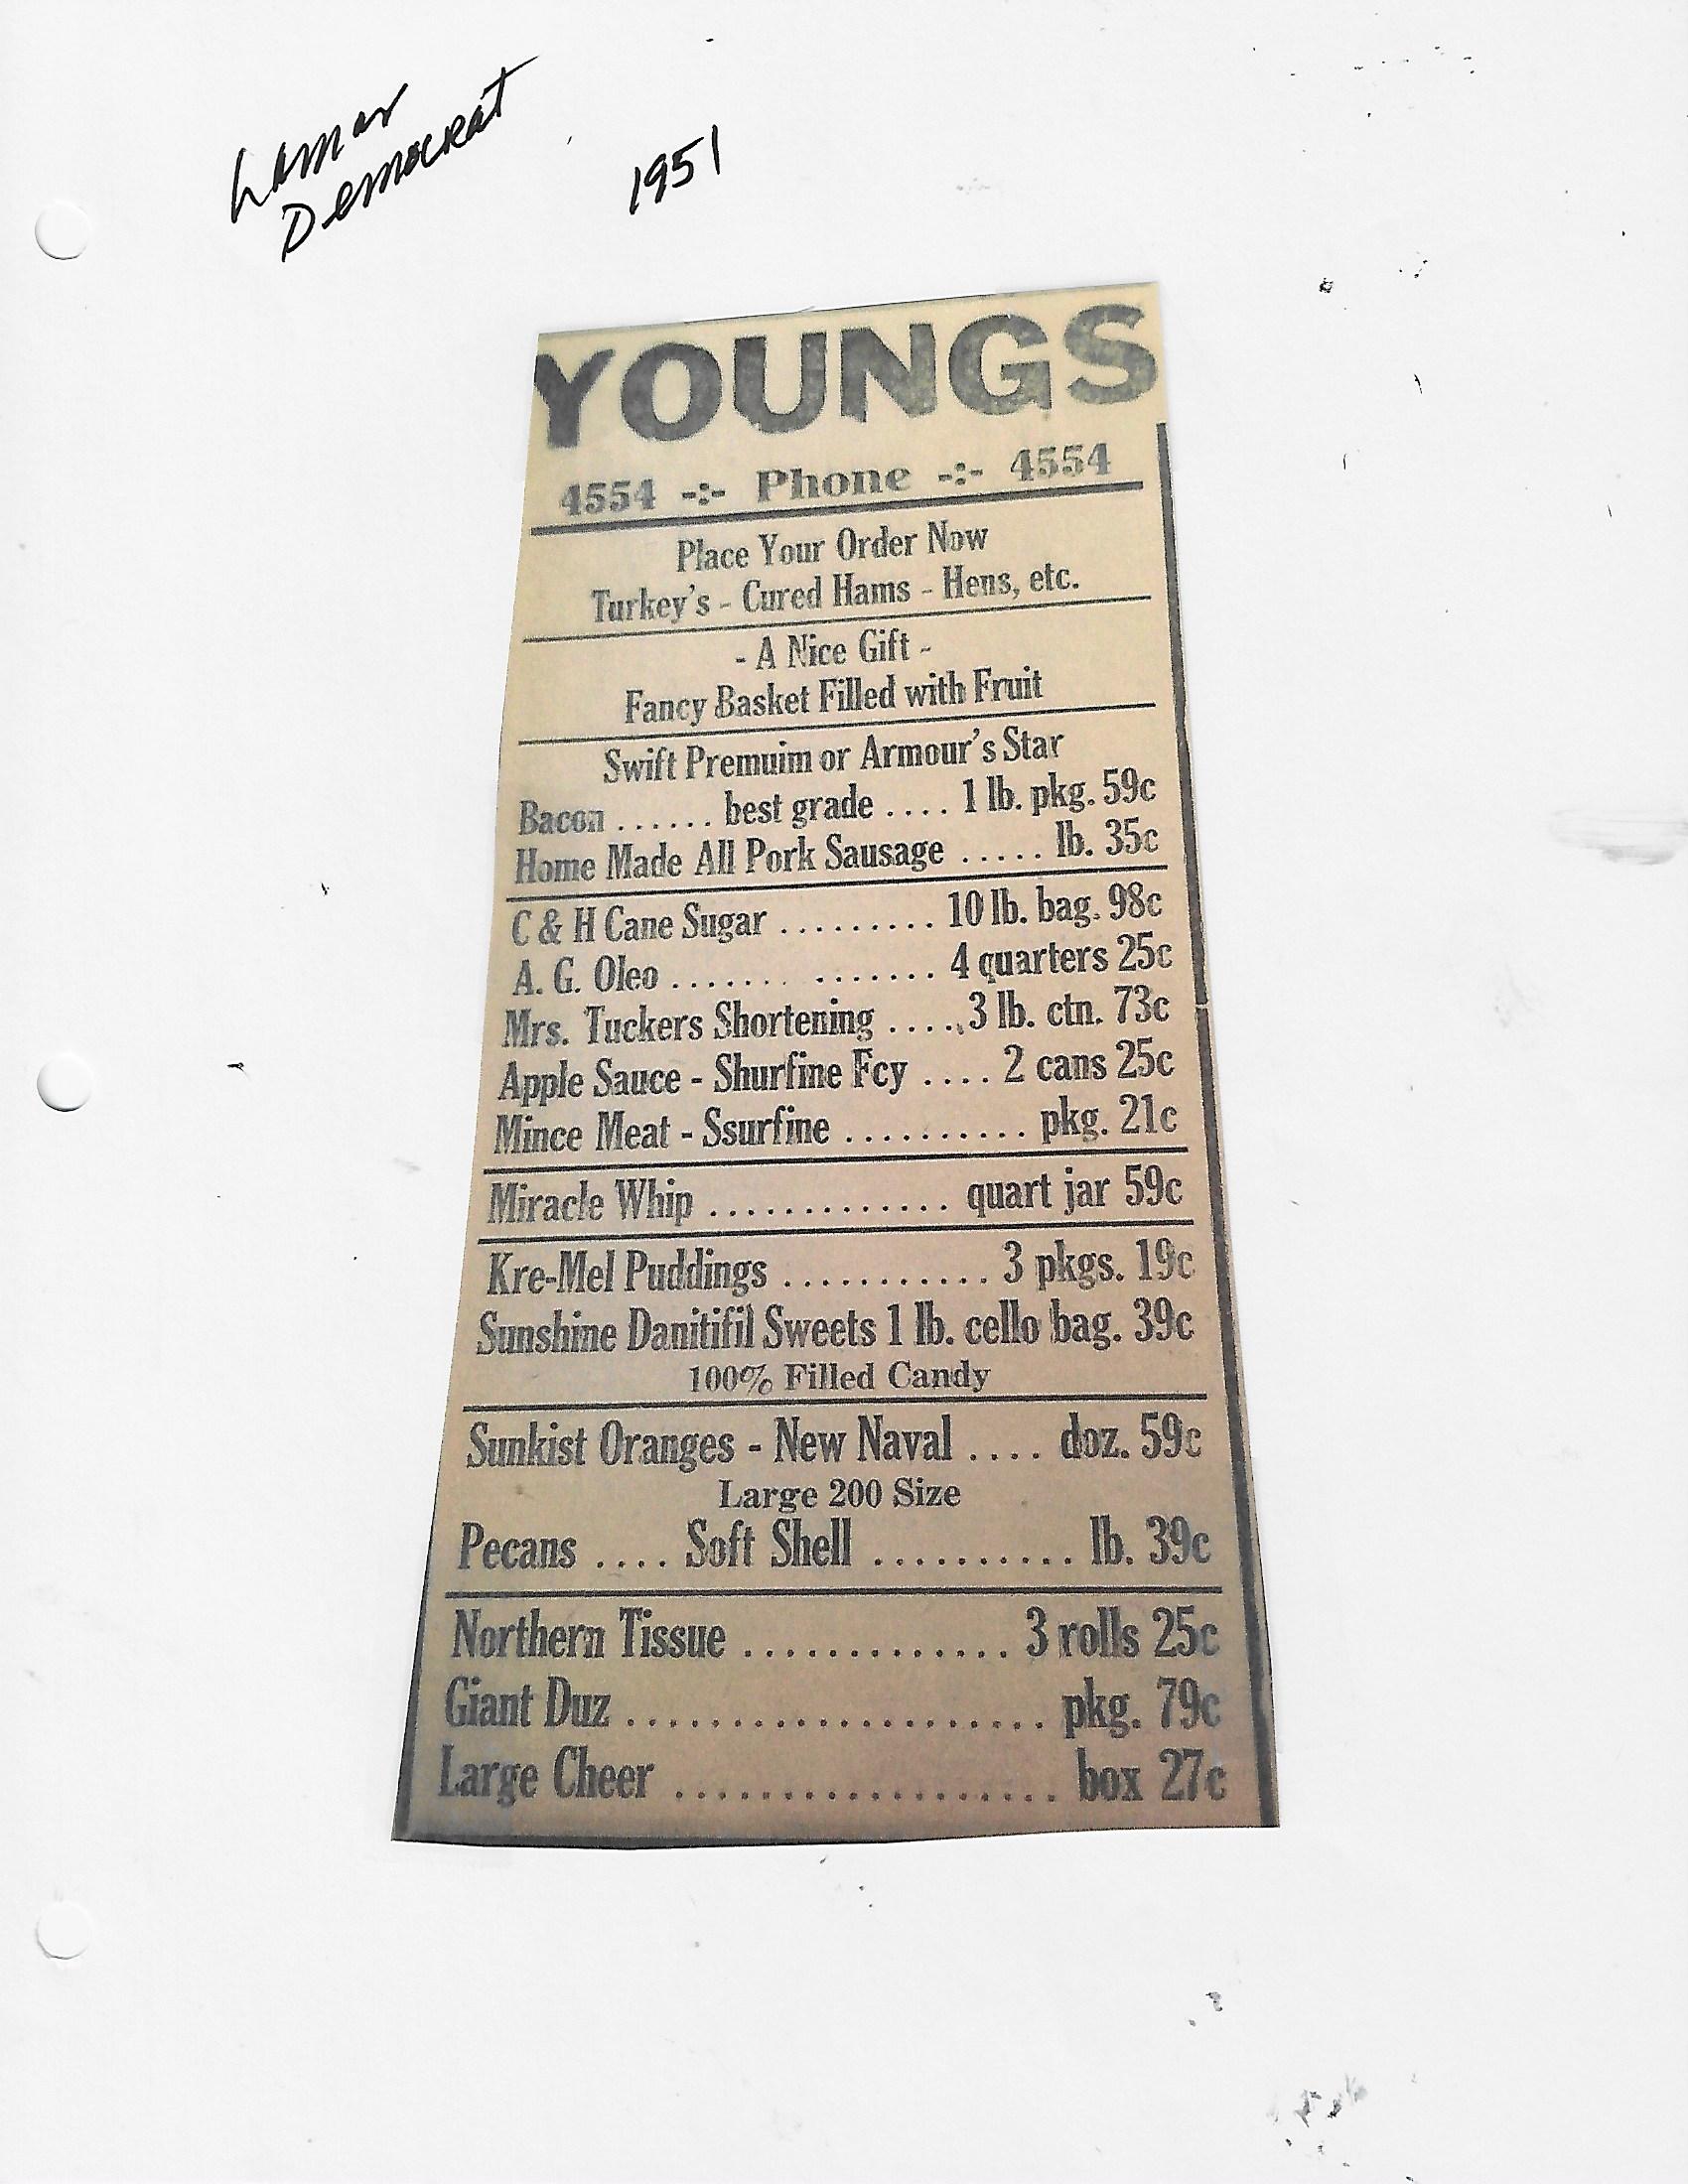 Lamar
Democrat
1951
YOUNGS
4554 -:- Phone -:- 4554
Place Your Order Now
Turkey's - Cured Hams - Hens, etc.
- A Nice Gift -
Fancy Basket Filled with Fruit
Swift Premuim or Armour's Star
Bacon ...... best grade .... 1 lb. pkg. 59c
Home Made All Pork Sausage ..... lb. 35c
C & H Cane Sugar ......... 10 lb. bag. 98c
A. G. Oleo ...... ....... 4 quarters 25c
Mrs. Tuckers Shortening ..... 3 lb. ctn. 73c
Apple Sauce - Shurfine Fcy .... 2 cans 25c
Mince Meat - Ssurfine .......... pkg. 21c
Miracle Whip ............. quart jar 59c
Kre-Mel Puddings ........... 3 pkgs. 19c
Sunshine Danitifil Sweets 1 lb. cello bag. 39c
100% Filled Candy
Sunkist Oranges - New Naval .... doz. 59c
Large 200 Size
Pecans .... Soft Shell .......... lb. 39c
Northern Tissue ............. 3 rolls 25c
Giant Duz ..................... pkg. 79c
Large Cheer ................... box 27c